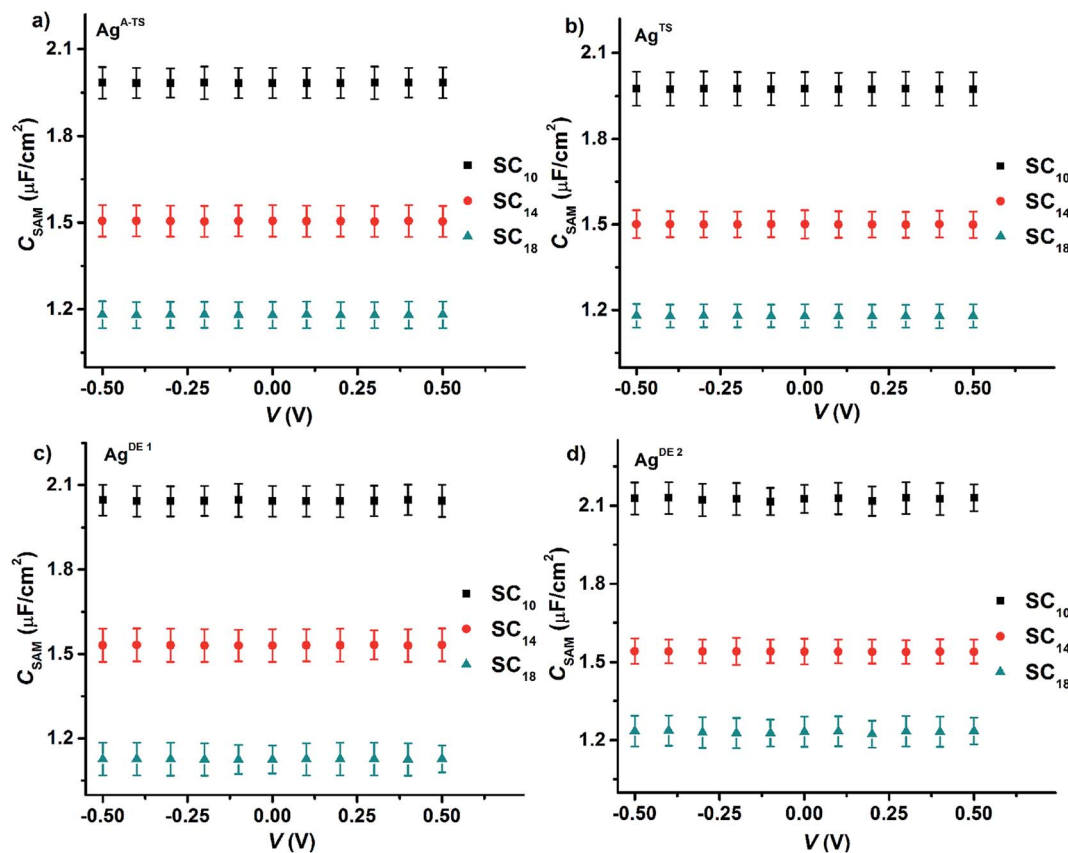 a) Ag^A-TS
2.1
1.8
1.5
1.2
C_SAM (μF/cm²)
SC₁₀
SC₁₄
SC₁₈
-0.50 -0.25 0.00 0.25 0.50
V (V)
b) Ag^TS
2.1
1.8
1.5
1.2
C_SAM (μF/cm²)
SC₁₀
SC₁₄
SC₁₈
-0.50 -0.25 0.00 0.25 0.50
V (V)
c) Ag^DE 1
2.1
1.8
1.5
1.2
C_SAM (μF/cm²)
SC₁₀
SC₁₄
SC₁₈
-0.50 -0.25 0.00 0.25 0.50
V (V)
d) Ag^DE 2
2.1
1.8
1.5
1.2
C_SAM (μF/cm²)
SC₁₀
SC₁₄
SC₁₈
-0.50 -0.25 0.00 0.25 0.50
V (V)